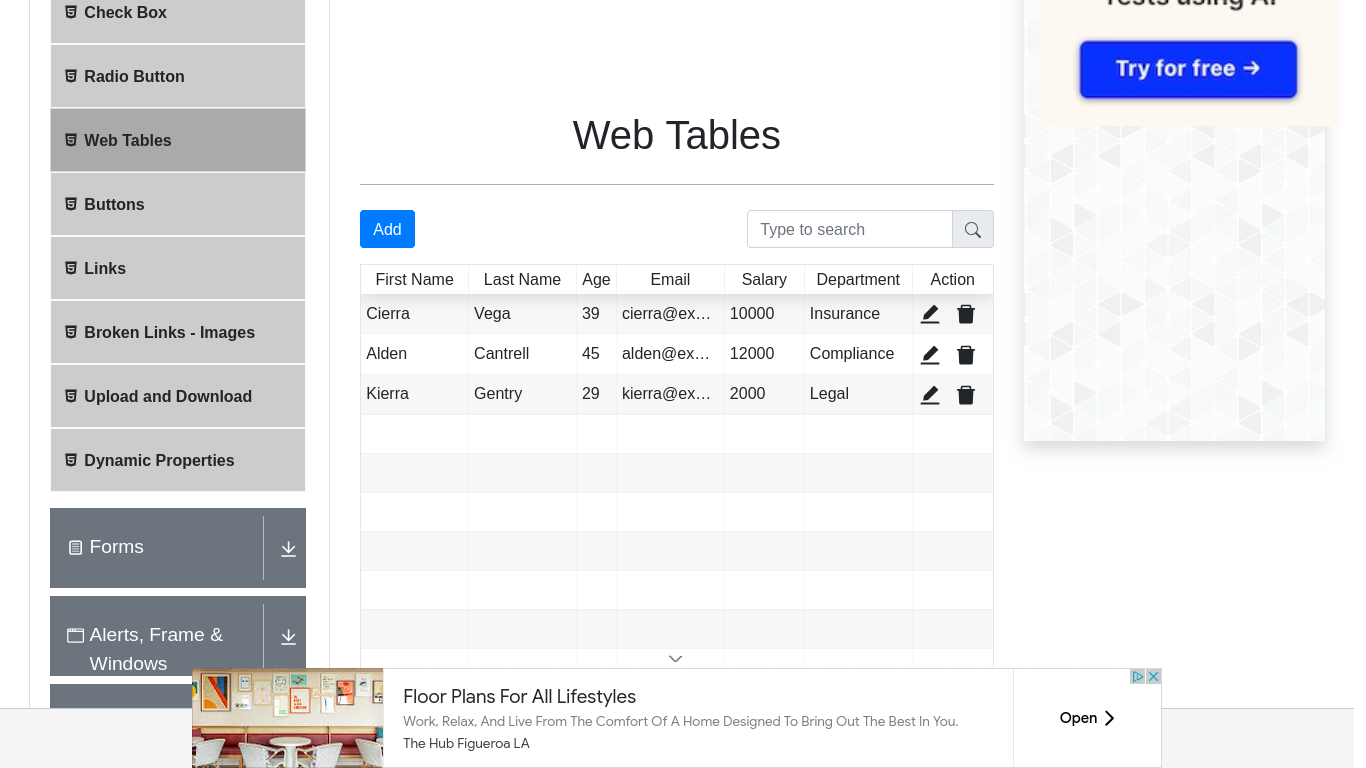 Check Box
Radio Button
Web Tables
Buttons
Links
Broken Links - Images
Upload and Download
Dynamic Properties
Forms
Alerts, Frame &
Windows
Web Tables
Add
Type to search
First Name Last Name Age Email Salary Department Action
Cierra Vega 39 cierra@ex... 10000 Insurance
Alden Cantrell 45 alden@ex... 12000 Compliance
Kierra Gentry 29 kierra@ex... 2000 Legal
Tests using AI
Try for free →
Floor Plans For All Lifestyles
Work, Relax, And Live From The Comfort Of A Home Designed To Bring Out The Best In You.
The Hub Figueroa LA
Open